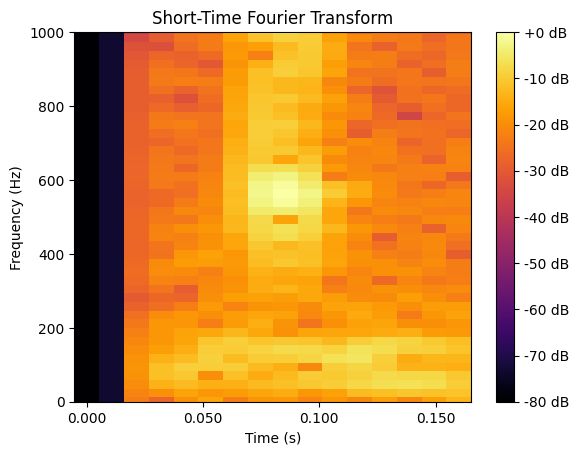 Short-Time Fourier Transform
Frequency (Hz)
1000
800
600
400
200
0
0.000
0.050
0.100
0.150
Time (s)
+0 dB
-10 dB
-20 dB
-30 dB
-40 dB
-50 dB
-60 dB
-70 dB
-80 dB